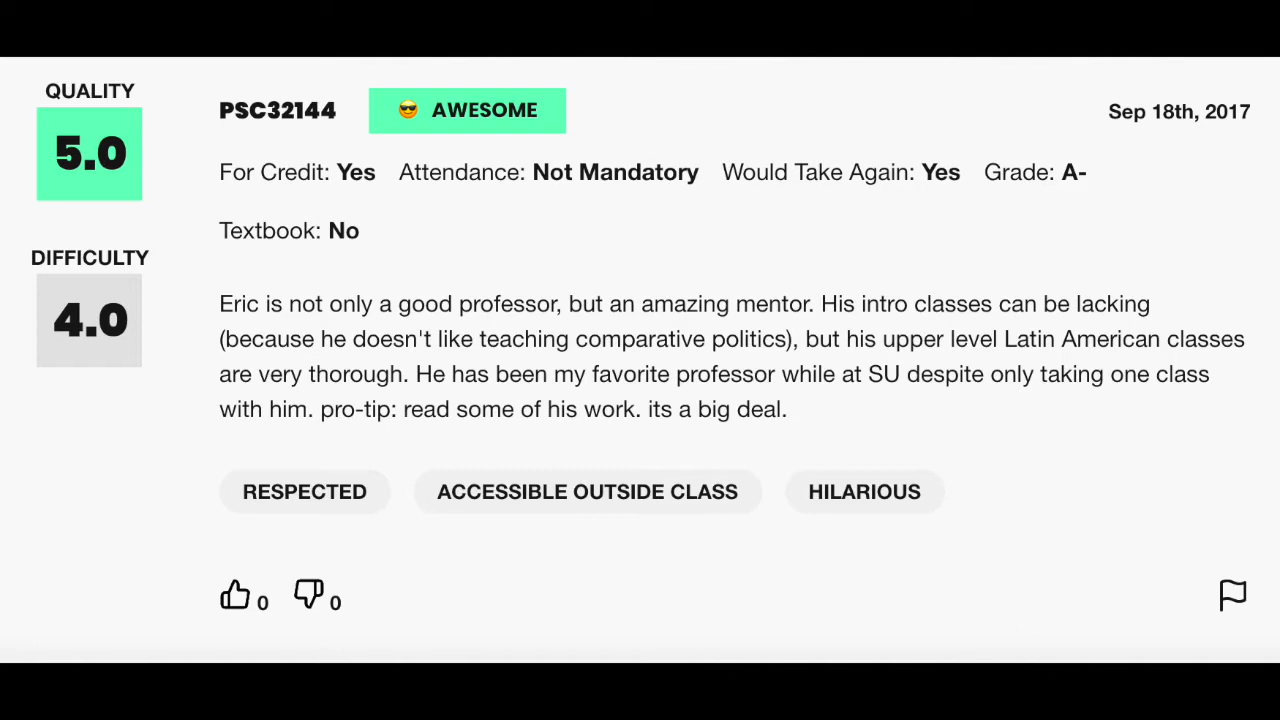 QUALITY
5.0
DIFFICULTY
4.0
PSC32144 😎 AWESOME Sep 18th, 2017
For Credit: Yes Attendance: Not Mandatory Would Take Again: Yes Grade: A-
Textbook: No
Eric is not only a good professor, but an amazing mentor. His intro classes can be lacking
(because he doesn't like teaching comparative politics), but his upper level Latin American classes
are very thorough. He has been my favorite professor while at SU despite only taking one class
with him. pro-tip: read some of his work. its a big deal.
RESPECTED ACCESSIBLE OUTSIDE CLASS HILARIOUS
0 0